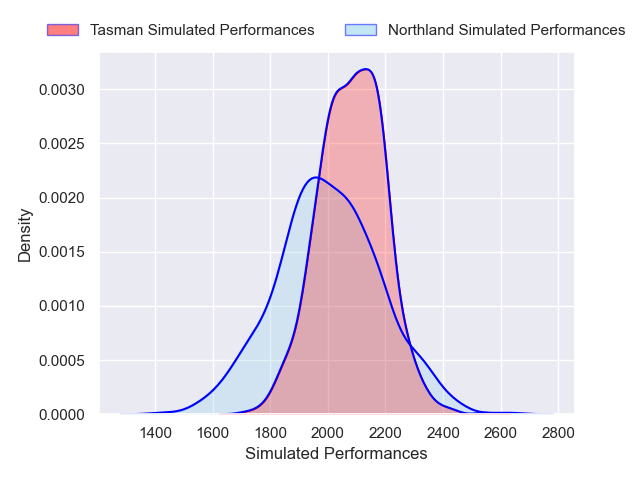 Tasman Simulated Performances
Northland Simulated Performances
0.0030
0.0025
0.0020
0.0015
0.0010
0.0005
0.0000
Density
1400 1600 1800 2000 2200 2400 2600 2800
Simulated Performances